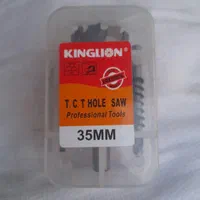 KINGLION
T C T HOLE SAW
Professional Tools
35MM